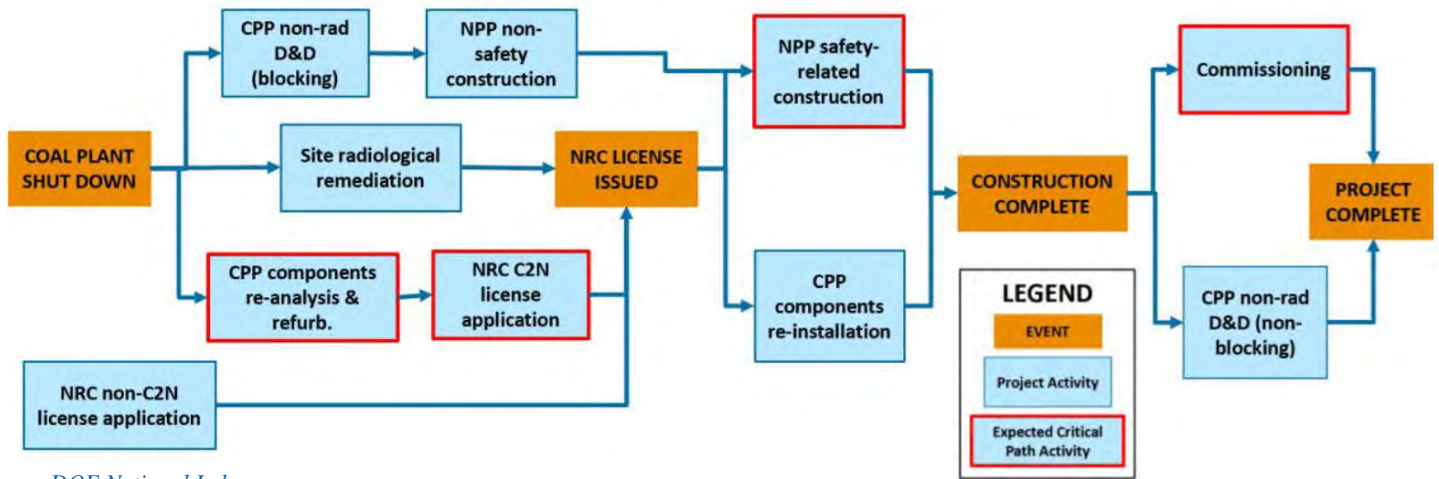 CPP non-rad
D&D
(blocking)
NPP non-
safety
construction
NPP safety-
related
construction
Commissioning
COAL PLANT
SHUT DOWN
Site radiological
remediation
NRC LICENSE
ISSUED
CONSTRUCTION
COMPLETE
PROJECT
COMPLETE
CPP components
re-analysis &
refurb.
NRC C2N
license
application
CPP
components
re-installation
CPP non-rad
D&D (non-
blocking)
NRC non-C2N
license application
LEGEND
EVENT
Project Activity
Expected Critical
Path Activity